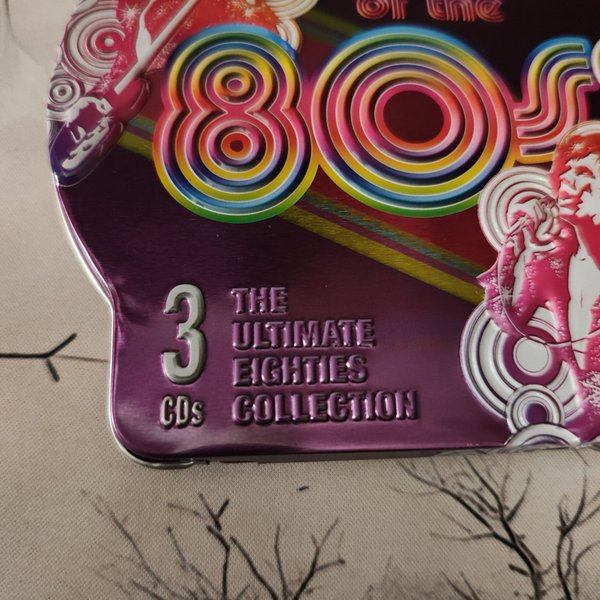 of the
80s
3
CDs
THE
ULTIMATE
EIGHTIES
COLLECTION